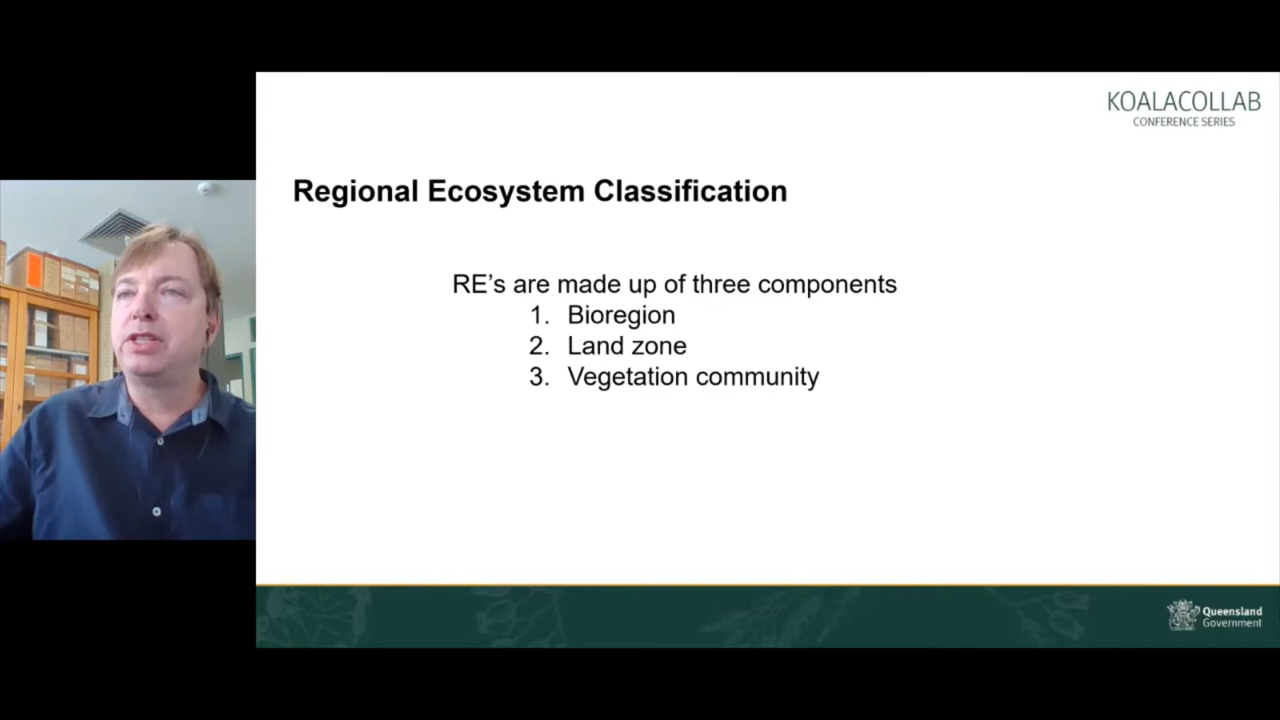 KOALACOLLAB
CONFERENCE SERIES
Regional Ecosystem Classification
RE’s are made up of three components
1. Bioregion
2. Land zone
3. Vegetation community
Queensland
Government